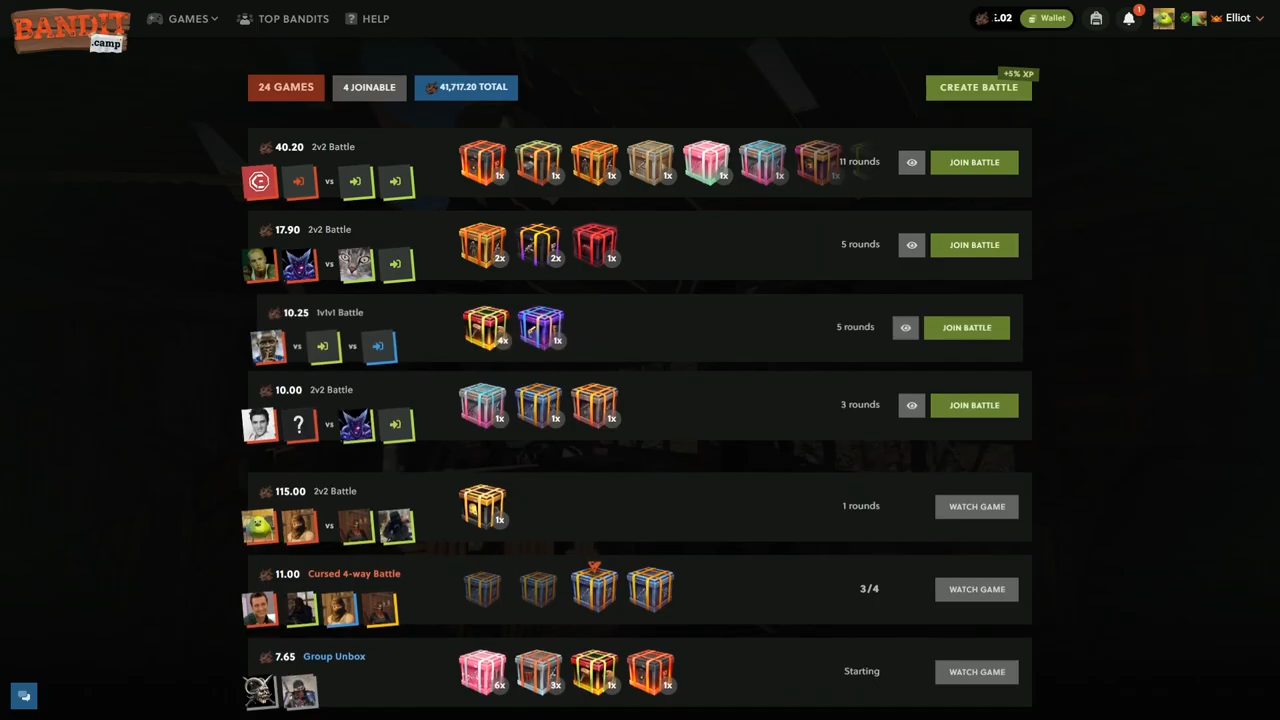 BANDIT
.camp
GAMES
TOP BANDITS
? HELP
.02
Wallet
1
Elliot
24 GAMES
4 JOINABLE
41,717.20 TOTAL
+5% XP
CREATE BATTLE
40.20 2v2 Battle
vs
1x 1x 1x 1x 1x 1x 1x
11 rounds
JOIN BATTLE
17.90 2v2 Battle
vs
2x 2x 1x
5 rounds
JOIN BATTLE
10.25 1v1v1 Battle
vs vs
4x 1x
5 rounds
JOIN BATTLE
10.00 2v2 Battle
? vs
1x 1x 1x
3 rounds
JOIN BATTLE
115.00 2v2 Battle
vs
1x
1 rounds
WATCH GAME
11.00 Cursed 4-way Battle
3/4
WATCH GAME
7.65 Group Unbox
6x 3x 1x 1x
Starting
WATCH GAME